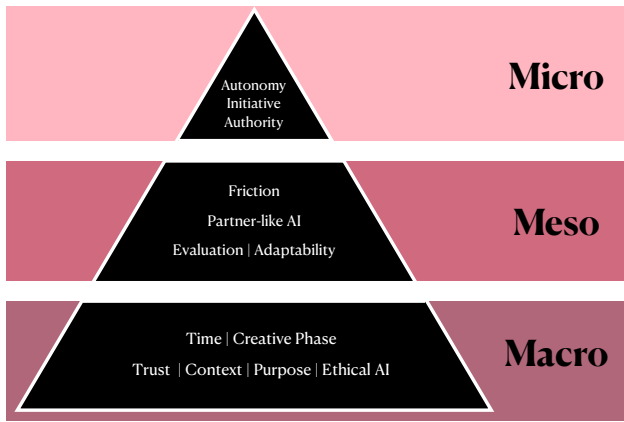 Autonomy
Initiative
Authority
Micro
Friction
Partner-like AI
Evaluation | Adaptability
Meso
Time | Creative Phase
Trust | Context | Purpose | Ethical AI
Macro